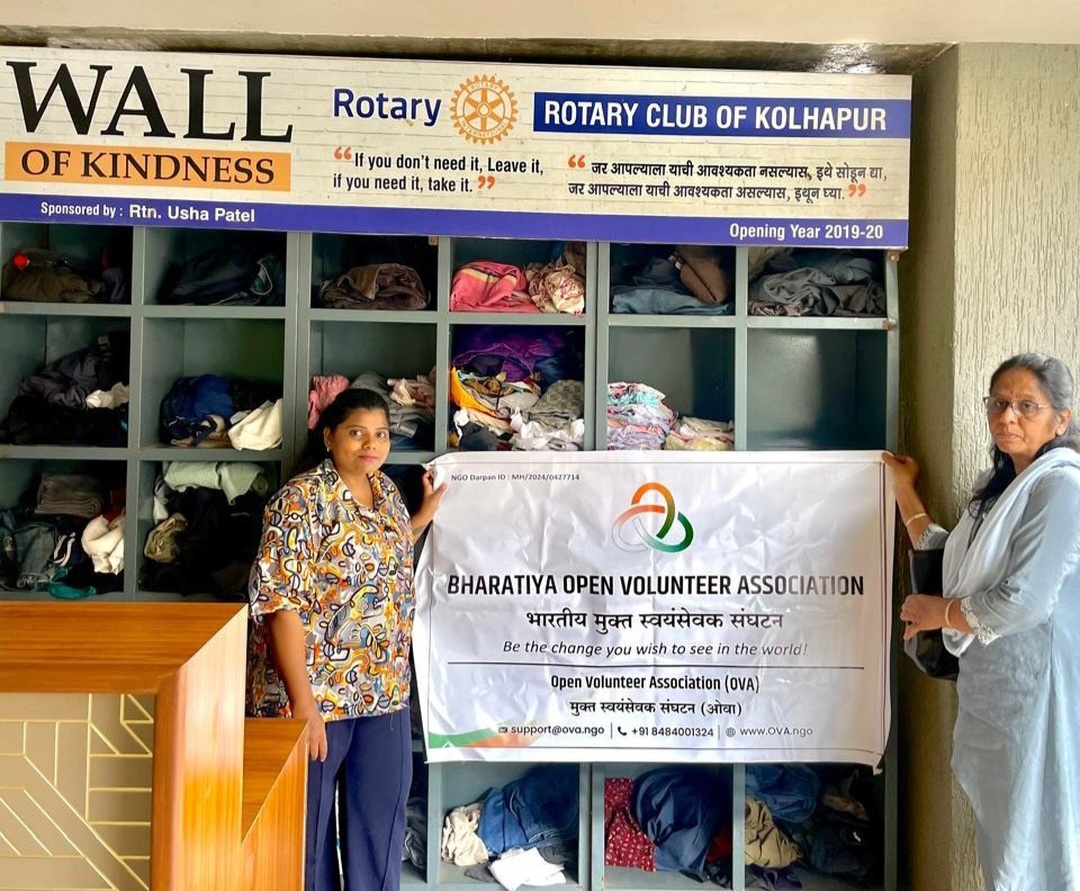 WALL
OF KINDNESS
Rotary
ROTARY CLUB OF KOLHAPUR
“If you don't need it, Leave it,
if you need it, take it.”
“जर आपल्याला याची आवश्यकता नसल्यास, इथे सोडून द्या,
जर आपल्याला याची आवश्यकता असल्यास, इथून घ्या.”
Sponsored by : Rtn. Usha Patel
Opening Year 2019-20
NGO Darpan ID : MH/2024/0427714
BHARATIYA OPEN VOLUNTEER ASSOCIATION
भारतीय मुक्त स्वयंसेवक संघटन
Be the change you wish to see in the world!
Open Volunteer Association (OVA)
मुक्त स्वयंसेवक संघटन (ओवा)
support@ova.ngo | +91 8484001324 | www.OVA.ngo